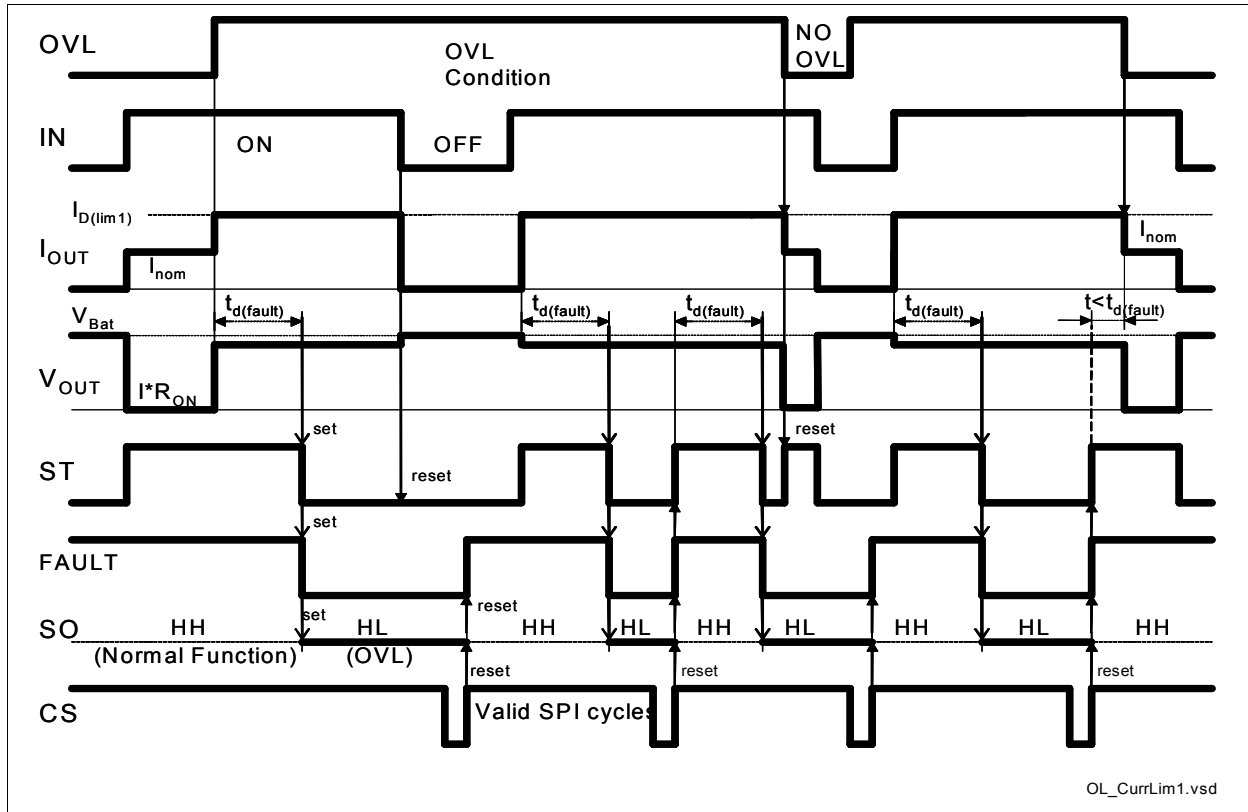 OVL
OVL
Condition
NO
OVL
IN
ON
OFF
I_D(lim1)
I_OUT
I_nom
I_nom
V_Bat
t_d(fault)
t_d(fault)
t_d(fault)
t_d(fault)
t<t_d(fault)
V_OUT
I*R_ON
set
reset
ST
reset
set
FAULT
set
reset
SO
HH
HL
HH
HL
HH
HL
HH
HL
HH
(Normal Function)
(OVL)
reset
reset
reset
CS
Valid SPI cycles
OL_CurrLim1.vsd